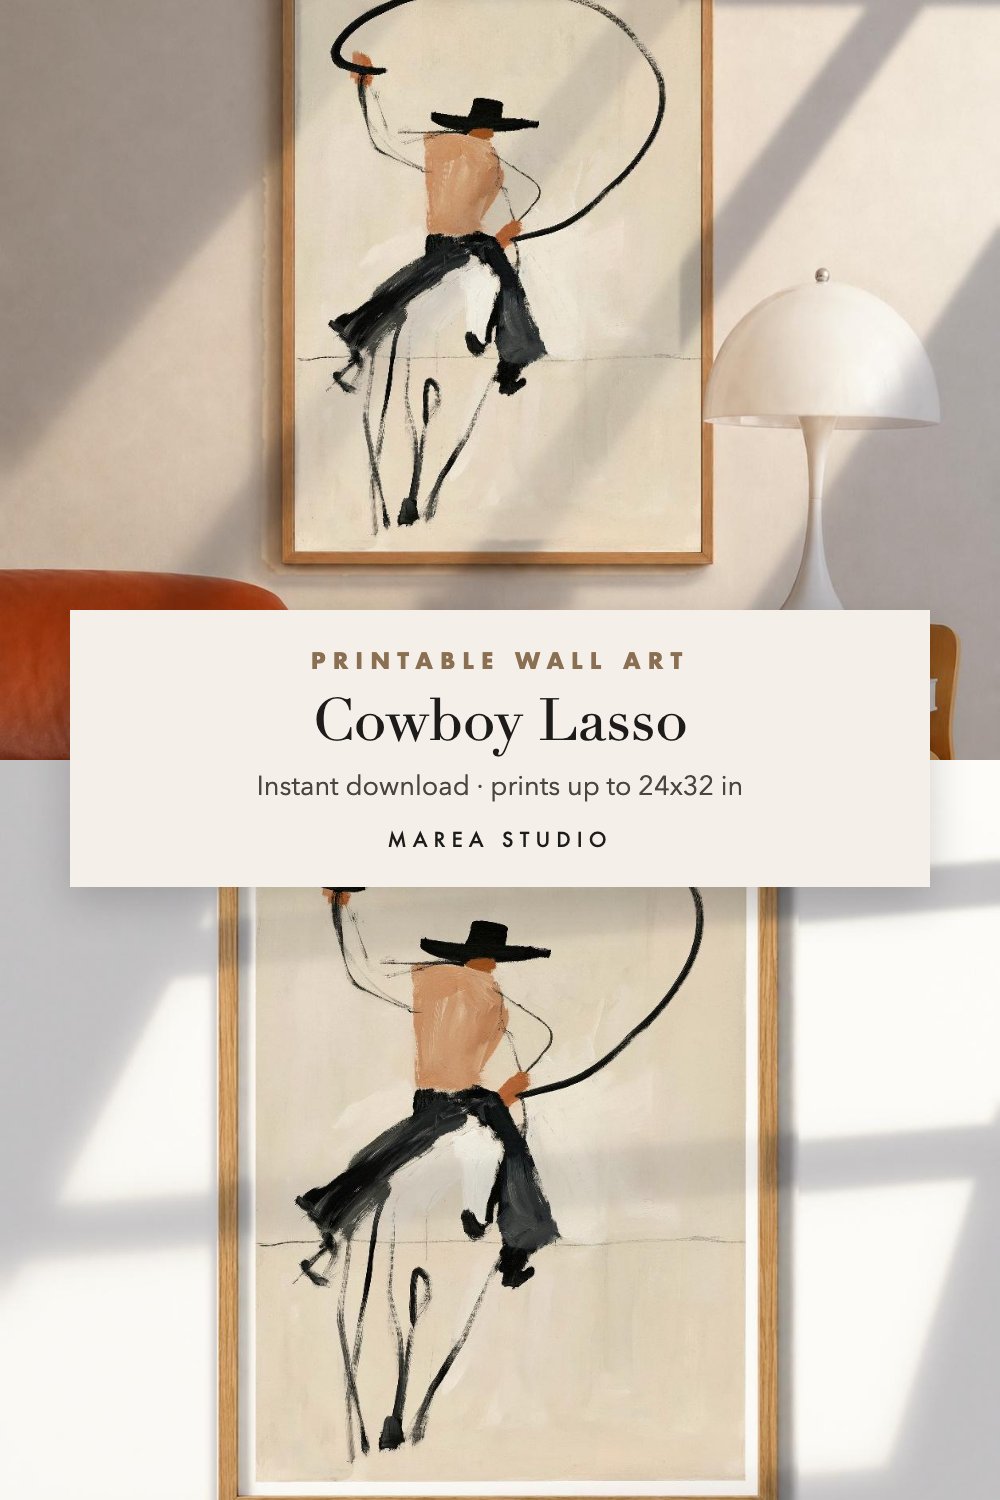 PRINTABLE WALL ART
Cowboy Lasso
Instant download · prints up to 24x32 in
MAREA STUDIO